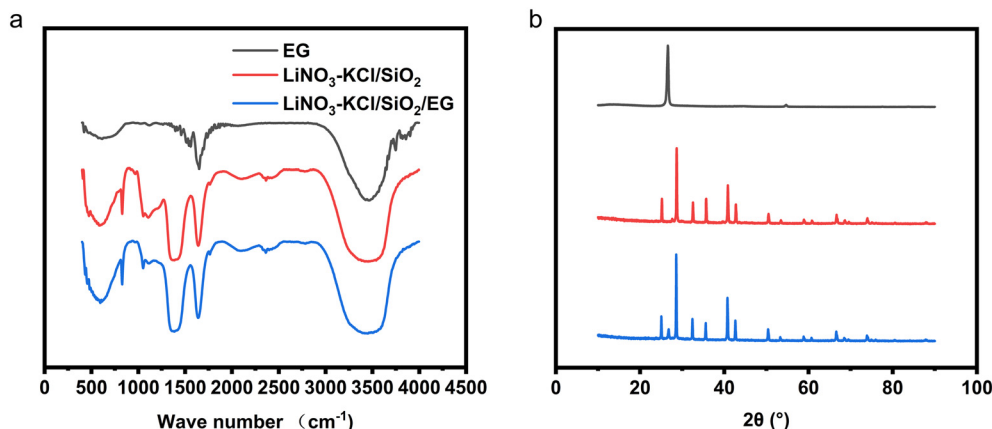 a
EG
LiNO₃-KCl/SiO₂
LiNO₃-KCl/SiO₂/EG
0 500 1000 1500 2000 2500 3000 3500 4000 4500
Wave number （cm⁻¹）
b
0 20 40 60 80 100
2θ (°)